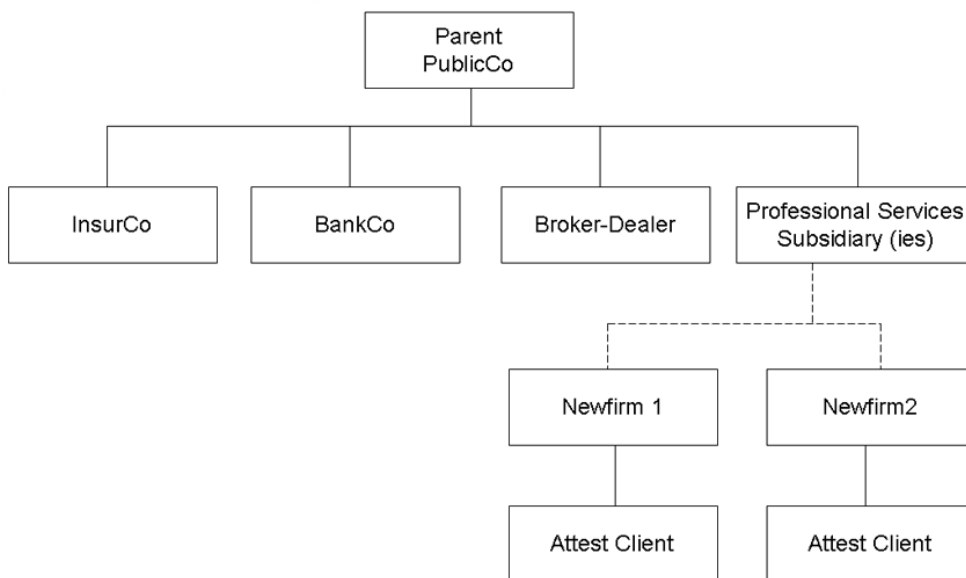 Parent
PublicCo
InsurCo
BankCo
Broker-Dealer
Professional Services
Subsidiary (ies)
Newfirm 1
Newfirm2
Attest Client
Attest Client